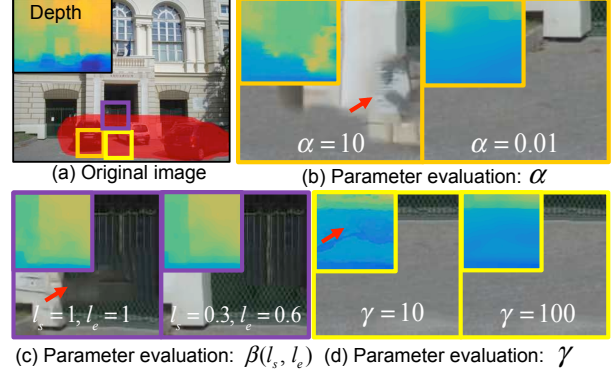 Depth
(a) Original image
α = 10
α = 0.01
(b) Parameter evaluation: α
l_s = 1, l_e = 1
l_s = 0.3, l_e = 0.6
(c) Parameter evaluation: β(l_s, l_e)
γ = 10
γ = 100
(d) Parameter evaluation: γ